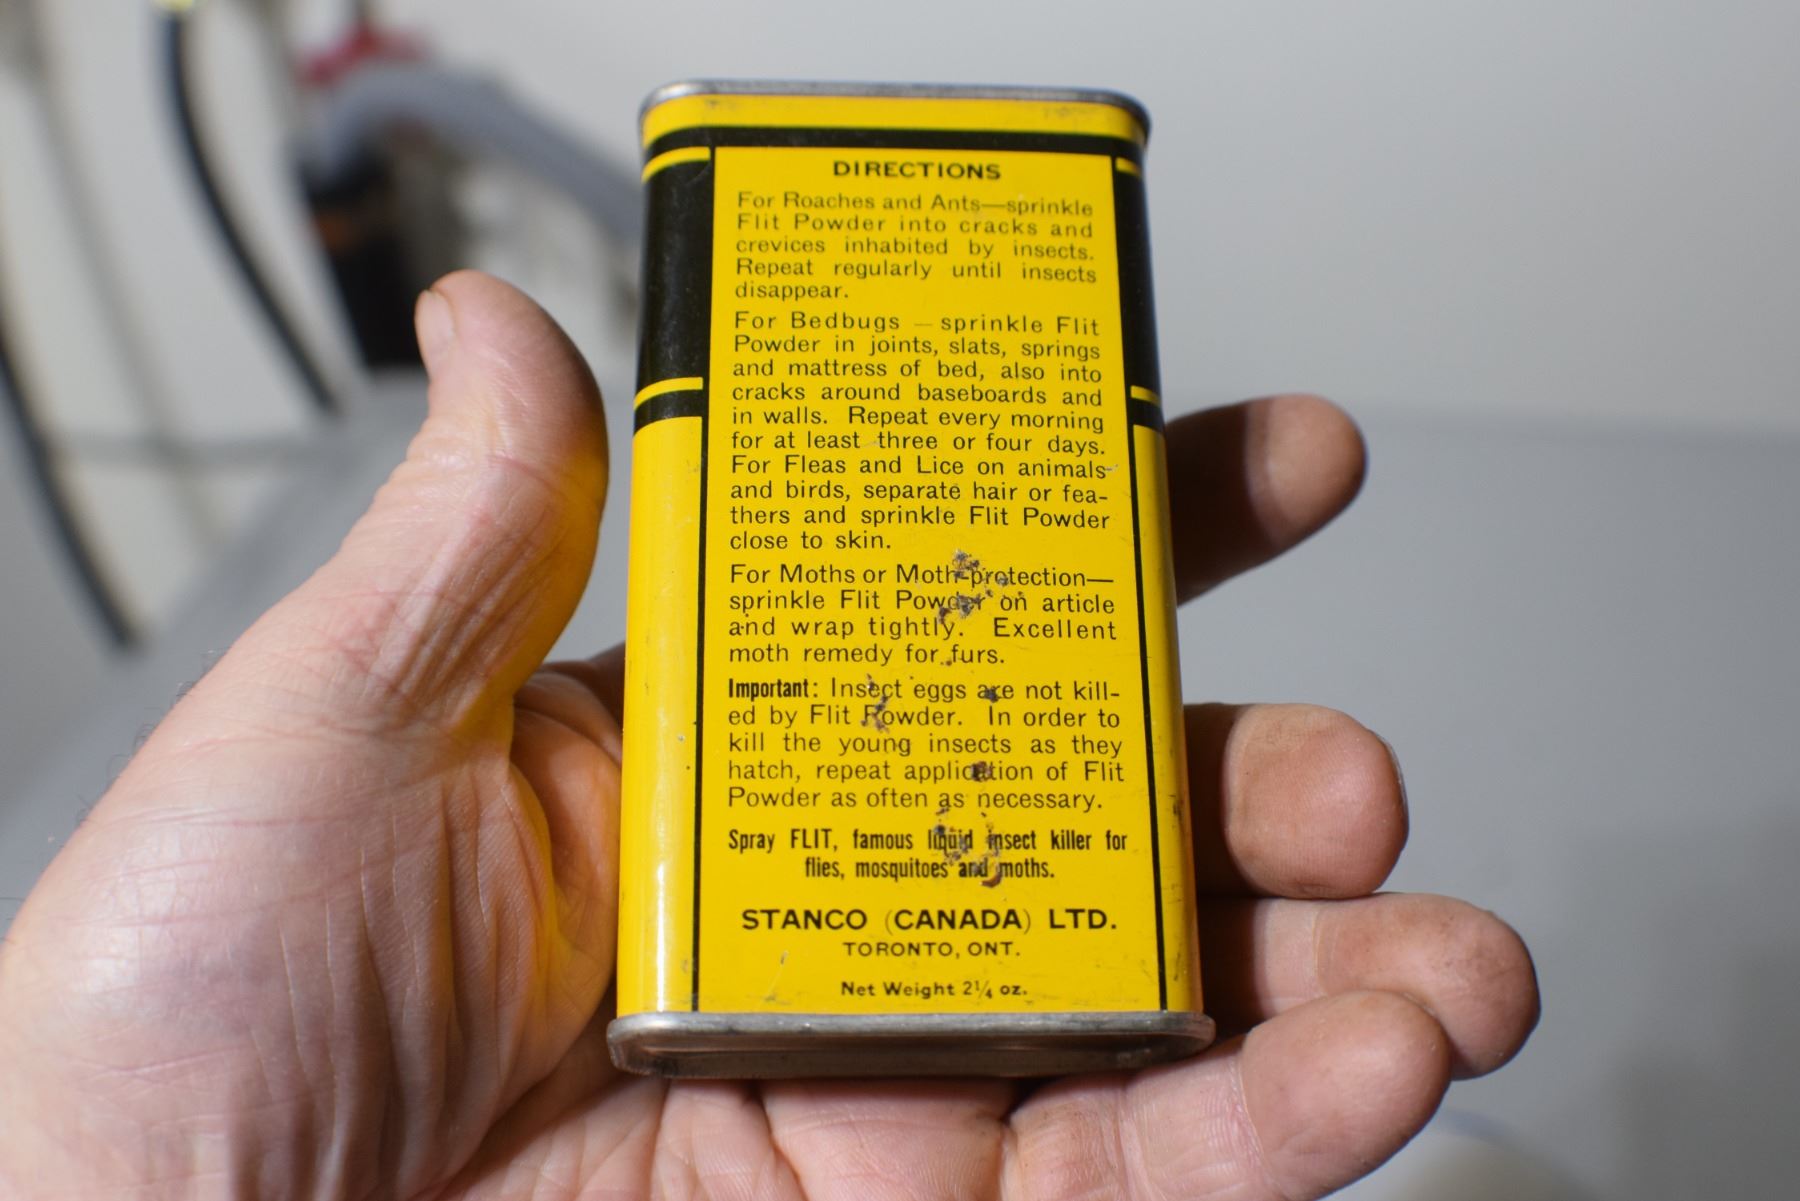 DIRECTIONS
For Roaches and Ants—sprinkle
Flit Powder into cracks and
crevices inhabited by insects.
Repeat regularly until insects
disappear.
For Bedbugs — sprinkle Flit
Powder in joints, slats, springs
and mattress of bed, also into
cracks around baseboards and
in walls. Repeat every morning
for at least three or four days.
For Fleas and Lice on animals
and birds, separate hair or fea-
thers and sprinkle Flit Powder
close to skin.
For Moths or Moth-protection—
sprinkle Flit Powder on article
and wrap tightly. Excellent
moth remedy for furs.
Important: Insect eggs are not kill-
ed by Flit Powder. In order to
kill the young insects as they
hatch, repeat application of Flit
Powder as often as necessary.
Spray FLIT, famous liquid insect killer for
flies, mosquitoes and moths.
STANCO (CANADA) LTD.
TORONTO, ONT.
Net Weight 2¼ oz.